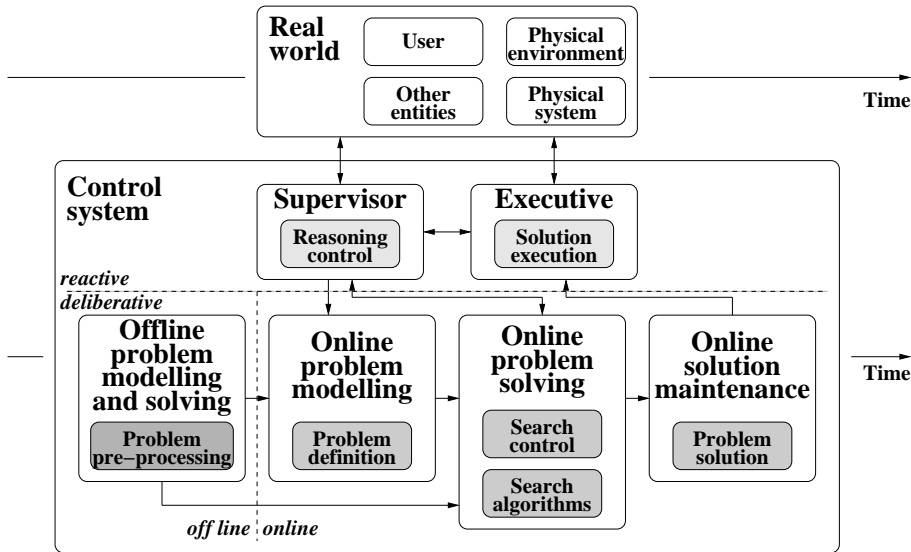 Real
world
User
Physical
environment
Other
entities
Physical
system
Time
Control
system
Supervisor
Reasoning
control
Executive
Solution
execution
reactive
deliberative
Offline
problem
modelling
and solving
Problem
pre−processing
Online
problem
modelling
Problem
definition
Online
problem
solving
Search
control
Search
algorithms
Online
solution
maintenance
Problem
solution
Time
off line online